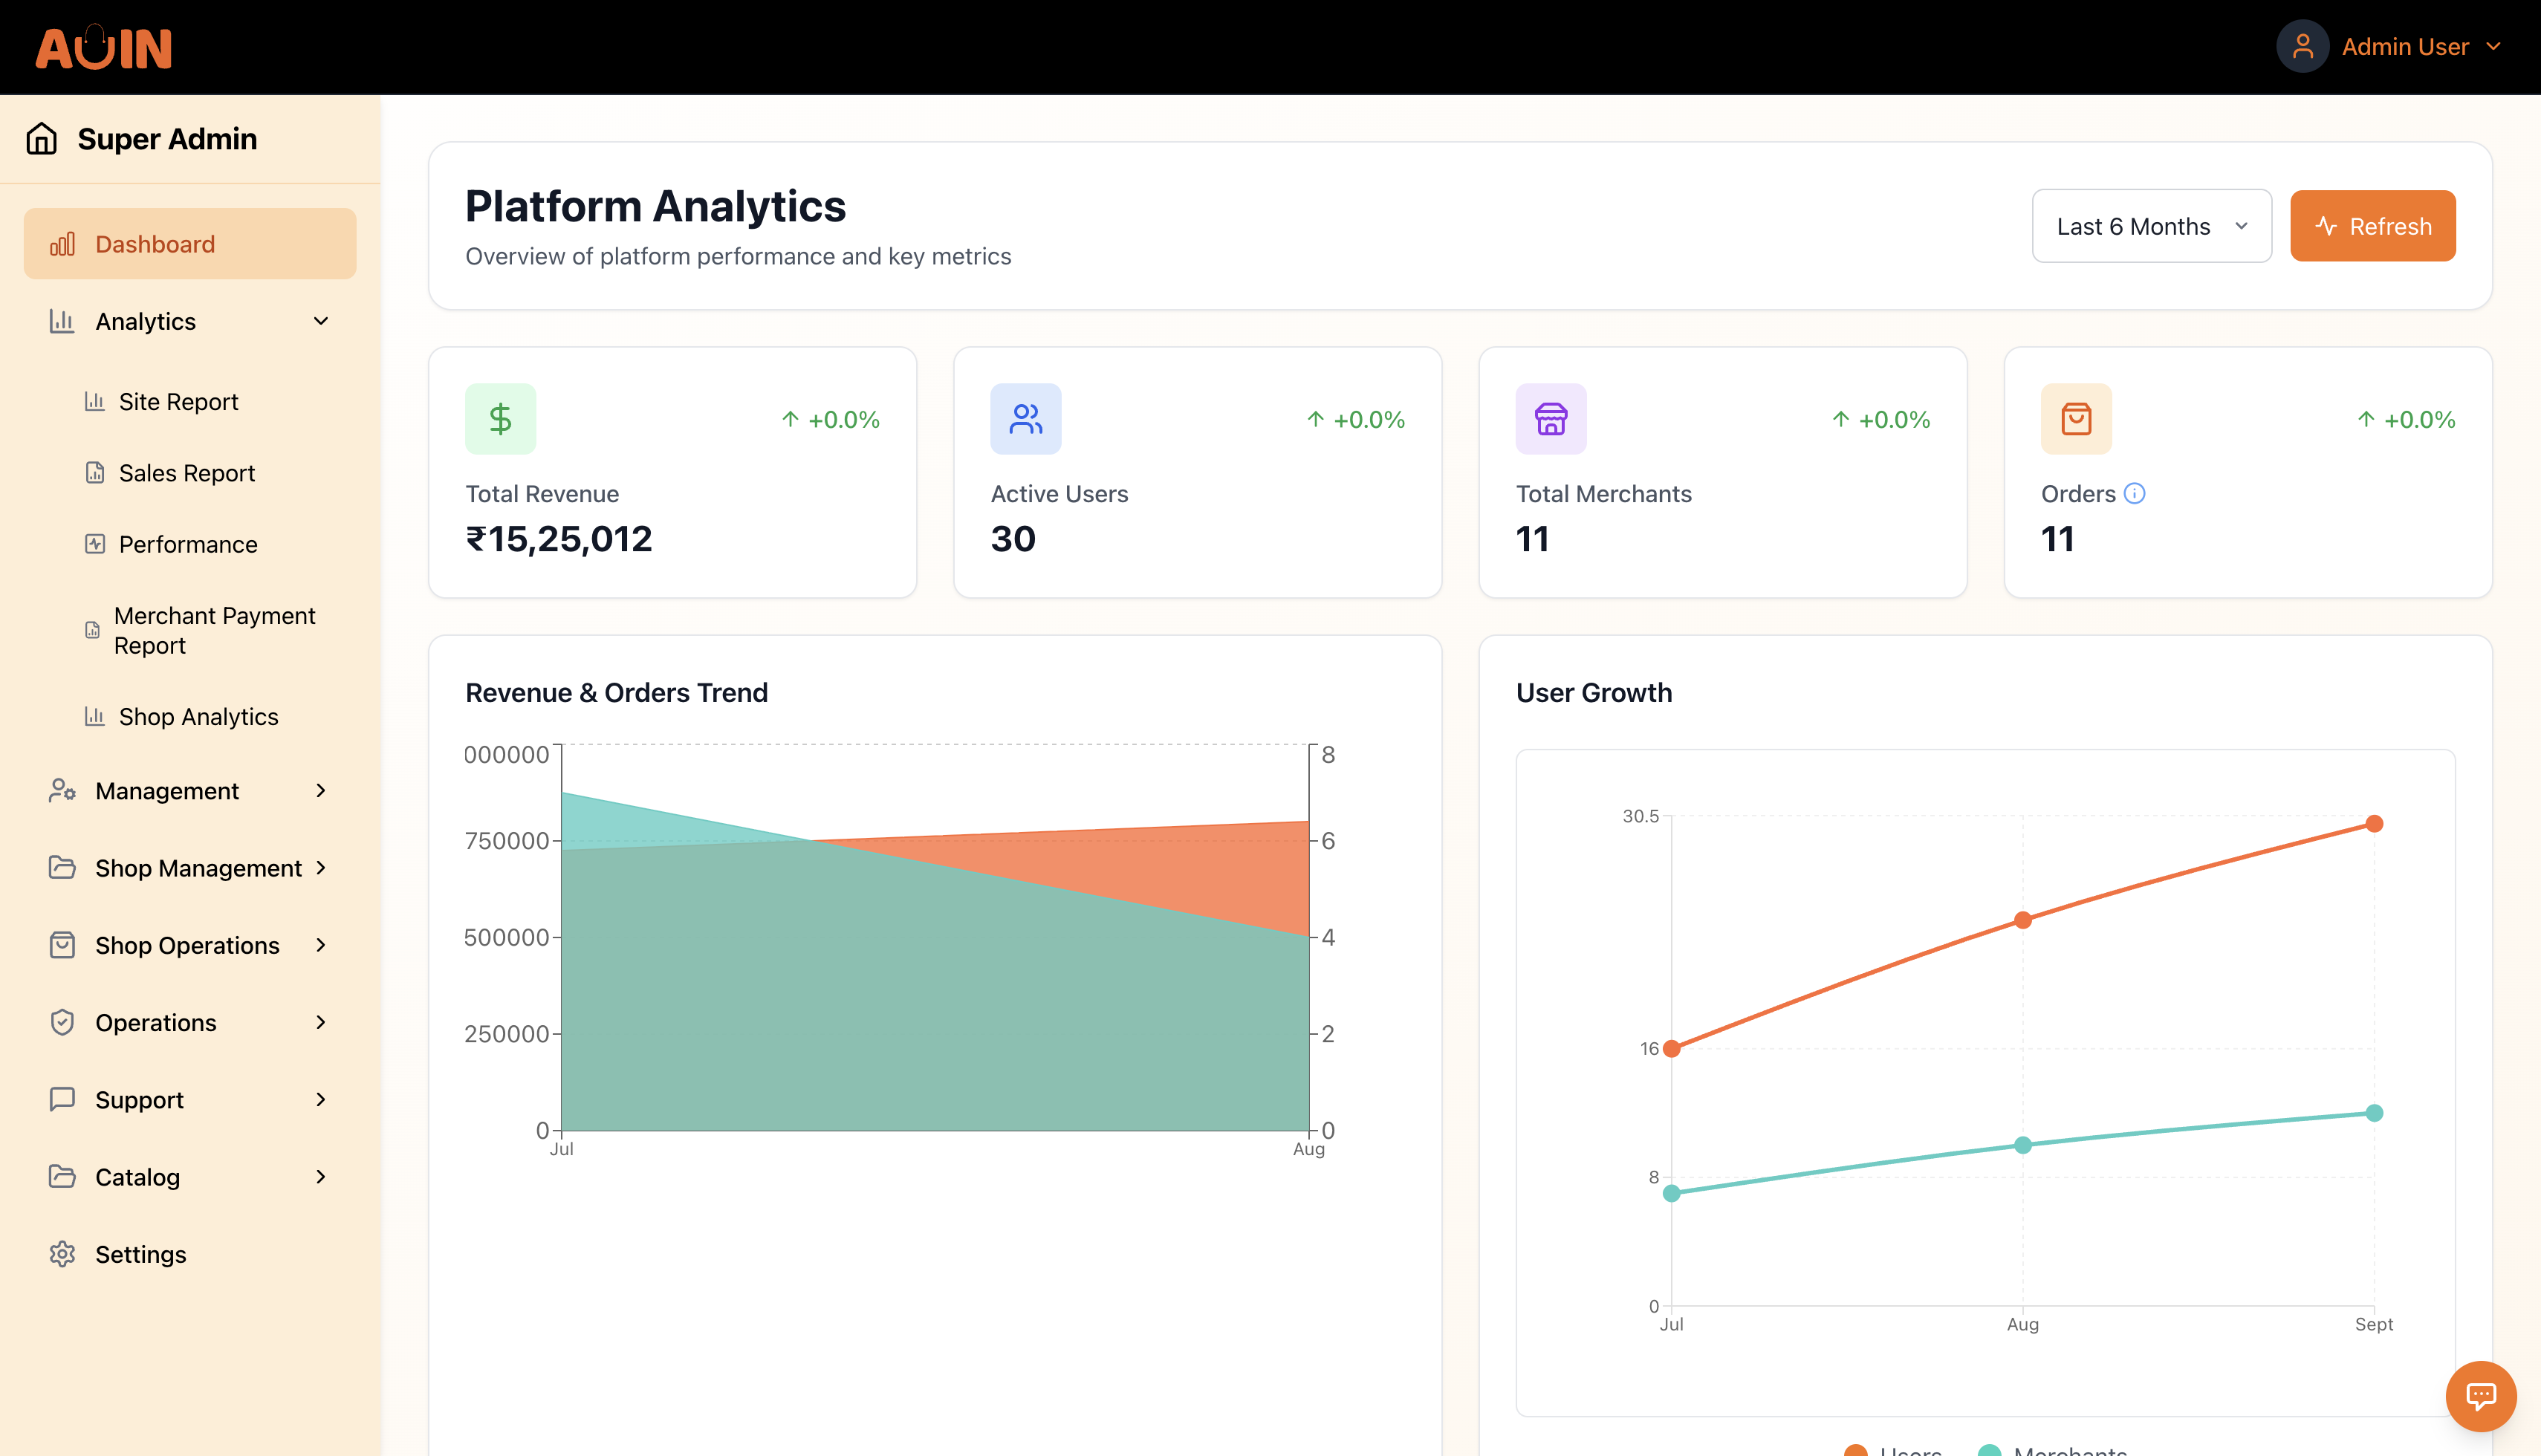 AUIN
Admin User
Super Admin
Dashboard
Analytics
Site Report
Sales Report
Performance
Merchant Payment
Report
Shop Analytics
Management
Shop Management
Shop Operations
Operations
Support
Catalog
Settings
Platform Analytics
Overview of platform performance and key metrics
Last 6 Months
Refresh
+0.0%
Total Revenue
₹15,25,012
+0.0%
Active Users
30
+0.0%
Total Merchants
11
+0.0%
Orders
11
Revenue & Orders Trend
000000
750000
500000
250000
0
8
6
4
2
0
Jul
Aug
User Growth
30.5
16
8
0
Jul
Aug
Sept
Users
Merchants